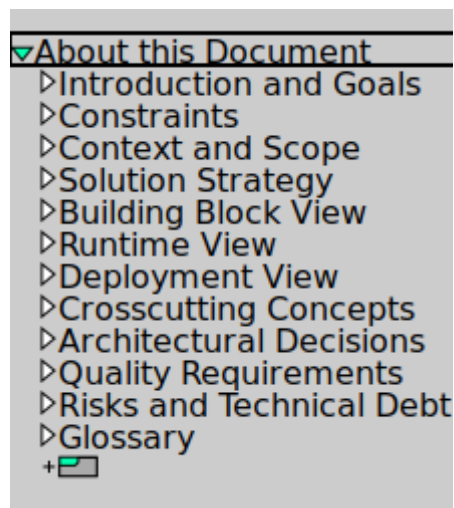 About this Document
Introduction and Goals
Constraints
Context and Scope
Solution Strategy
Building Block View
Runtime View
Deployment View
Crosscutting Concepts
Architectural Decisions
Quality Requirements
Risks and Technical Debt
Glossary
+